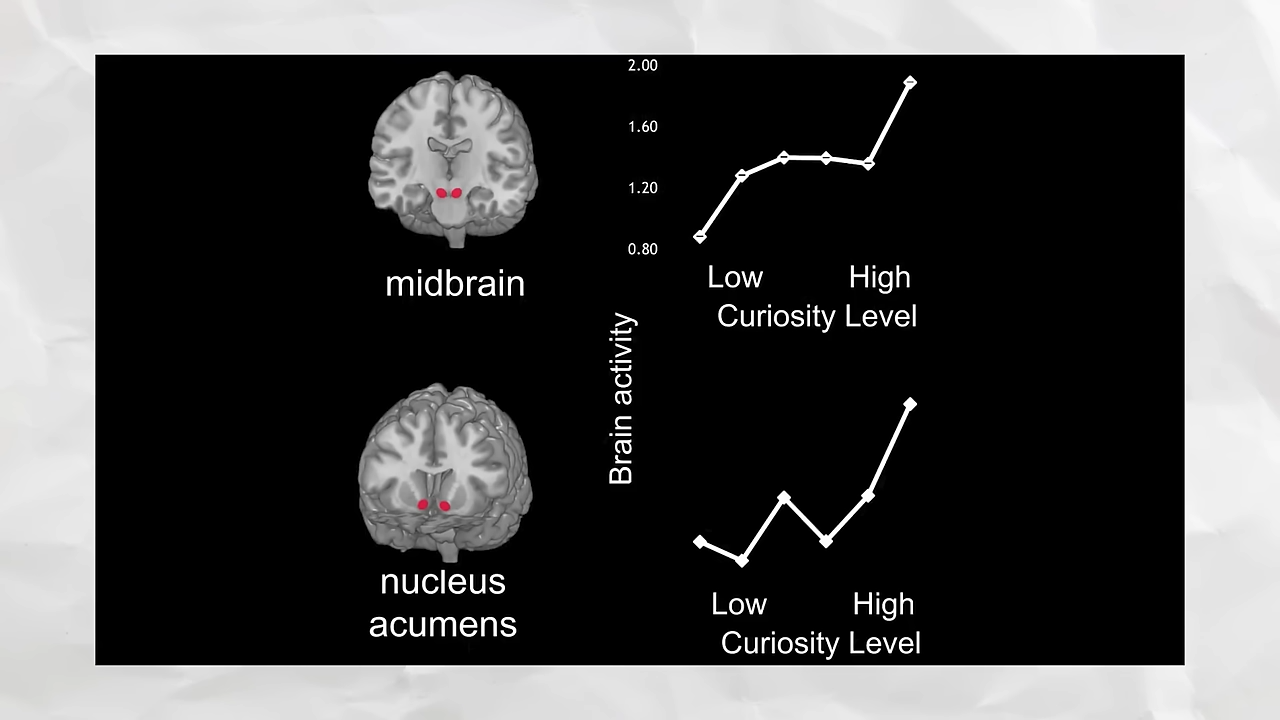 2.00
1.60
1.20
0.80
midbrain
Low High
Curiosity Level
Brain activity
nucleus
acumens
Low High
Curiosity Level